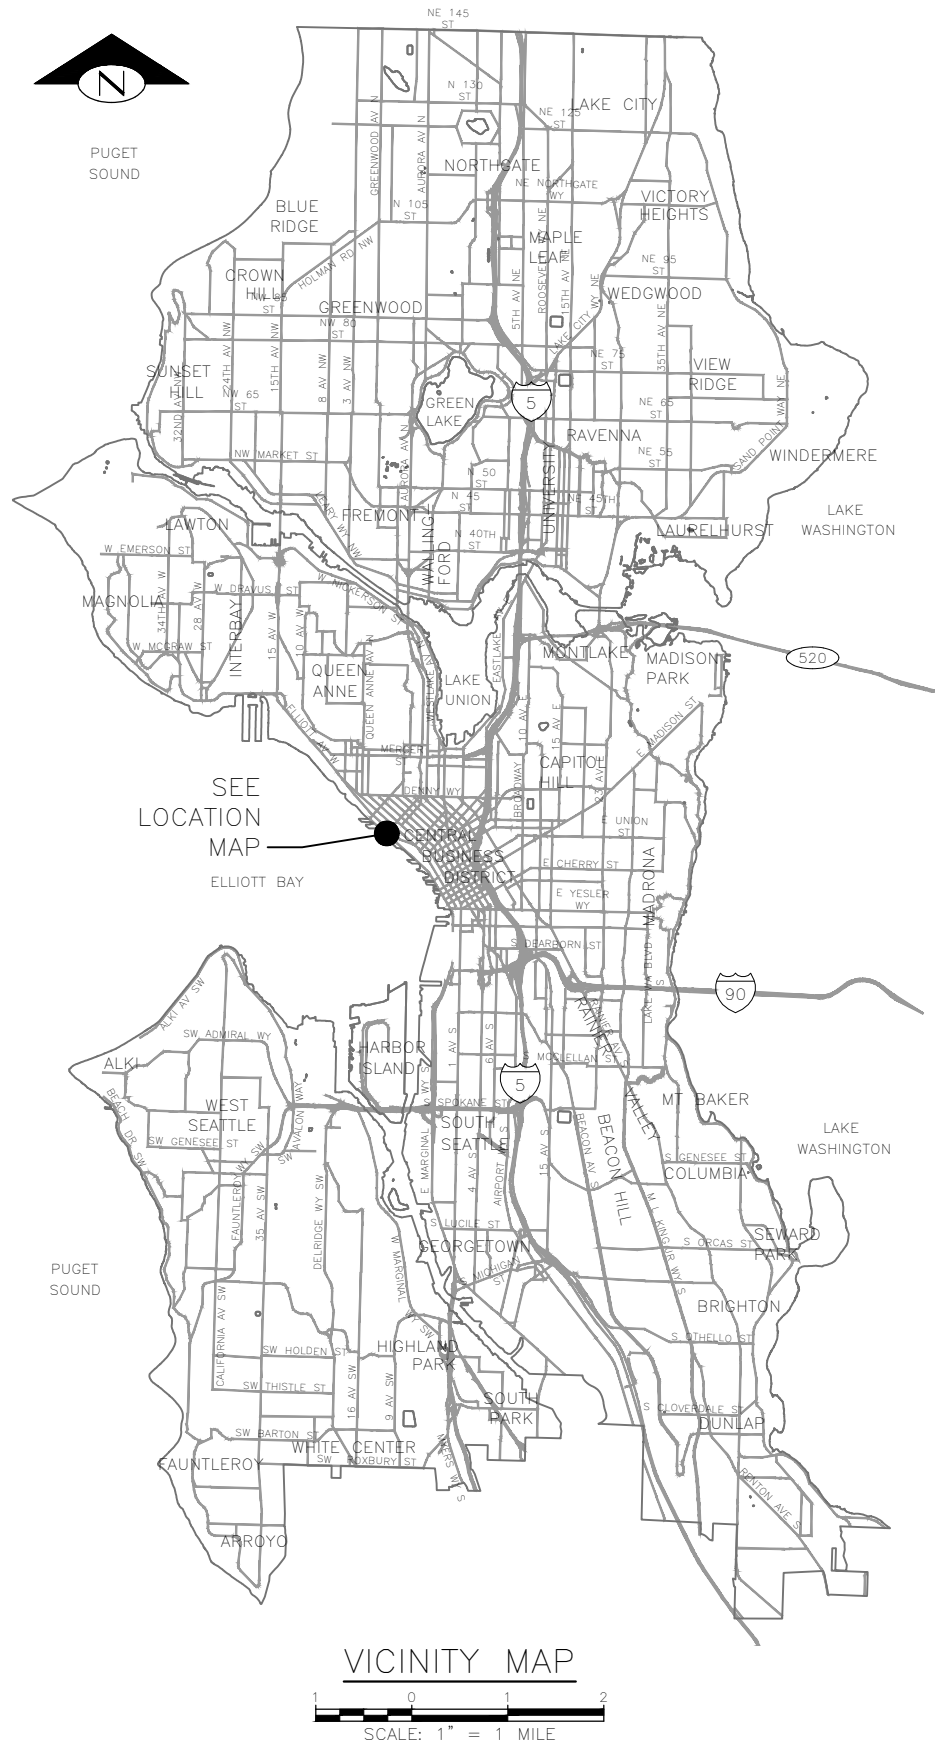 NE 145
ST
N
PUGET
SOUND
N 130
ST
LAKE CITY
NE 125
ST
GREENWOOD AV N
AURORA AV N
NORTHGATE
NE NORTHGATE
WY
VICTORY
HEIGHTS
N 105
ST
BLUE
RIDGE
HOLMAN RD NW
MAPLE
LEAF
5TH AV NE
ROOSEVELT WY NE
15TH AV NE
LAKE CITY WY NE
NE 95
ST
CROWN
HILL
NW 85
ST
GREENWOOD
WEDGWOOD
NW 80
ST
24TH AV NW
15TH AV NW
8 AV NW
3 AV NW
35TH AV NE
NE 75
ST
VIEW
RIDGE
SUNSET
HILL
32ND AV NW
NW 65
ST
GREEN
LAKE
5
NE 65
ST
SAND POINT WAY NE
RAVENNA
NW MARKET ST
AURORA AV N
NE 55
ST
WINDERMERE
N 50
ST
N 45
ST
UNIVERSITY
NE 45TH
ST
LEARY WY NW
FREMONT
WALLING-
FORD
N 40TH
ST
LAURELHURST
LAKE
WASHINGTON
LAWTON
W EMERSON ST
MAGNOLIA
34TH AV W
28 AV W
W DRAVUS ST
W NICKERSON ST
W MCGRAW ST
INTERBAY
15 AV W
10 AV W
QUEEN
ANNE
QUEEN ANNE AV N
WESTLAKE AV N
LAKE
UNION
EASTLAKE
MONTLAKE
MADISON
PARK
520
ELLIOTT AV W
10 AV E
15 AV E
E MADISON ST
MERCER
ST
CAPITOL
HILL
BROADWAY
23 AV E
DENNY WY
SEE
LOCATION
MAP
ELLIOTT BAY
CENTRAL
BUSINESS
DISTRICT
E UNION
ST
E CHERRY ST
E YESLER
WY
MADRONA
S DEARBORN ST
LAKE WA BLVD S
90
ALKI AV SW
SW ADMIRAL WY
ALKI
BEACH DR SW
HARBOR
ISLAND
1 AV S
6 AV S
RAINIER AV S
RAINIER
VALLEY
S MCCLELLAN ST
5
MT BAKER
WEST
SEATTLE
SW AVALON WAY
SPOKANE ST
SOUTH
SEATTLE
SW GENESEE ST
FAUNTLEROY WY SW
35 AV SW
DELRIDGE WY SW
E MARGINAL WY S
4 AV S
AIRPORT WY S
15 AV S
BEACON AV S
BEACON HILL
S GENESEE ST
COLUMBIA
LAKE
WASHINGTON
M L KING JR WY S
S LUCILE ST
GEORGETOWN
W MARGINAL WY SW
S MICHIGAN
ST
S ORCAS ST
SEWARD
PARK
PUGET
SOUND
CALIFORNIA AV SW
BRIGHTON
S OTHELLO ST
SW HOLDEN ST
HIGHLAND
PARK
SW THISTLE ST
16 AV SW
9 AV SW
SOUTH
PARK
S CLOVERDALE ST
DUNLAP
SW BARTON ST
WHITE CENTER
SW ROXBURY ST
FAUNTLEROY
MYERS WY S
RENTON AVE S
ARROYO
VICINITY MAP
1 0 1 2
SCALE: 1" = 1 MILE